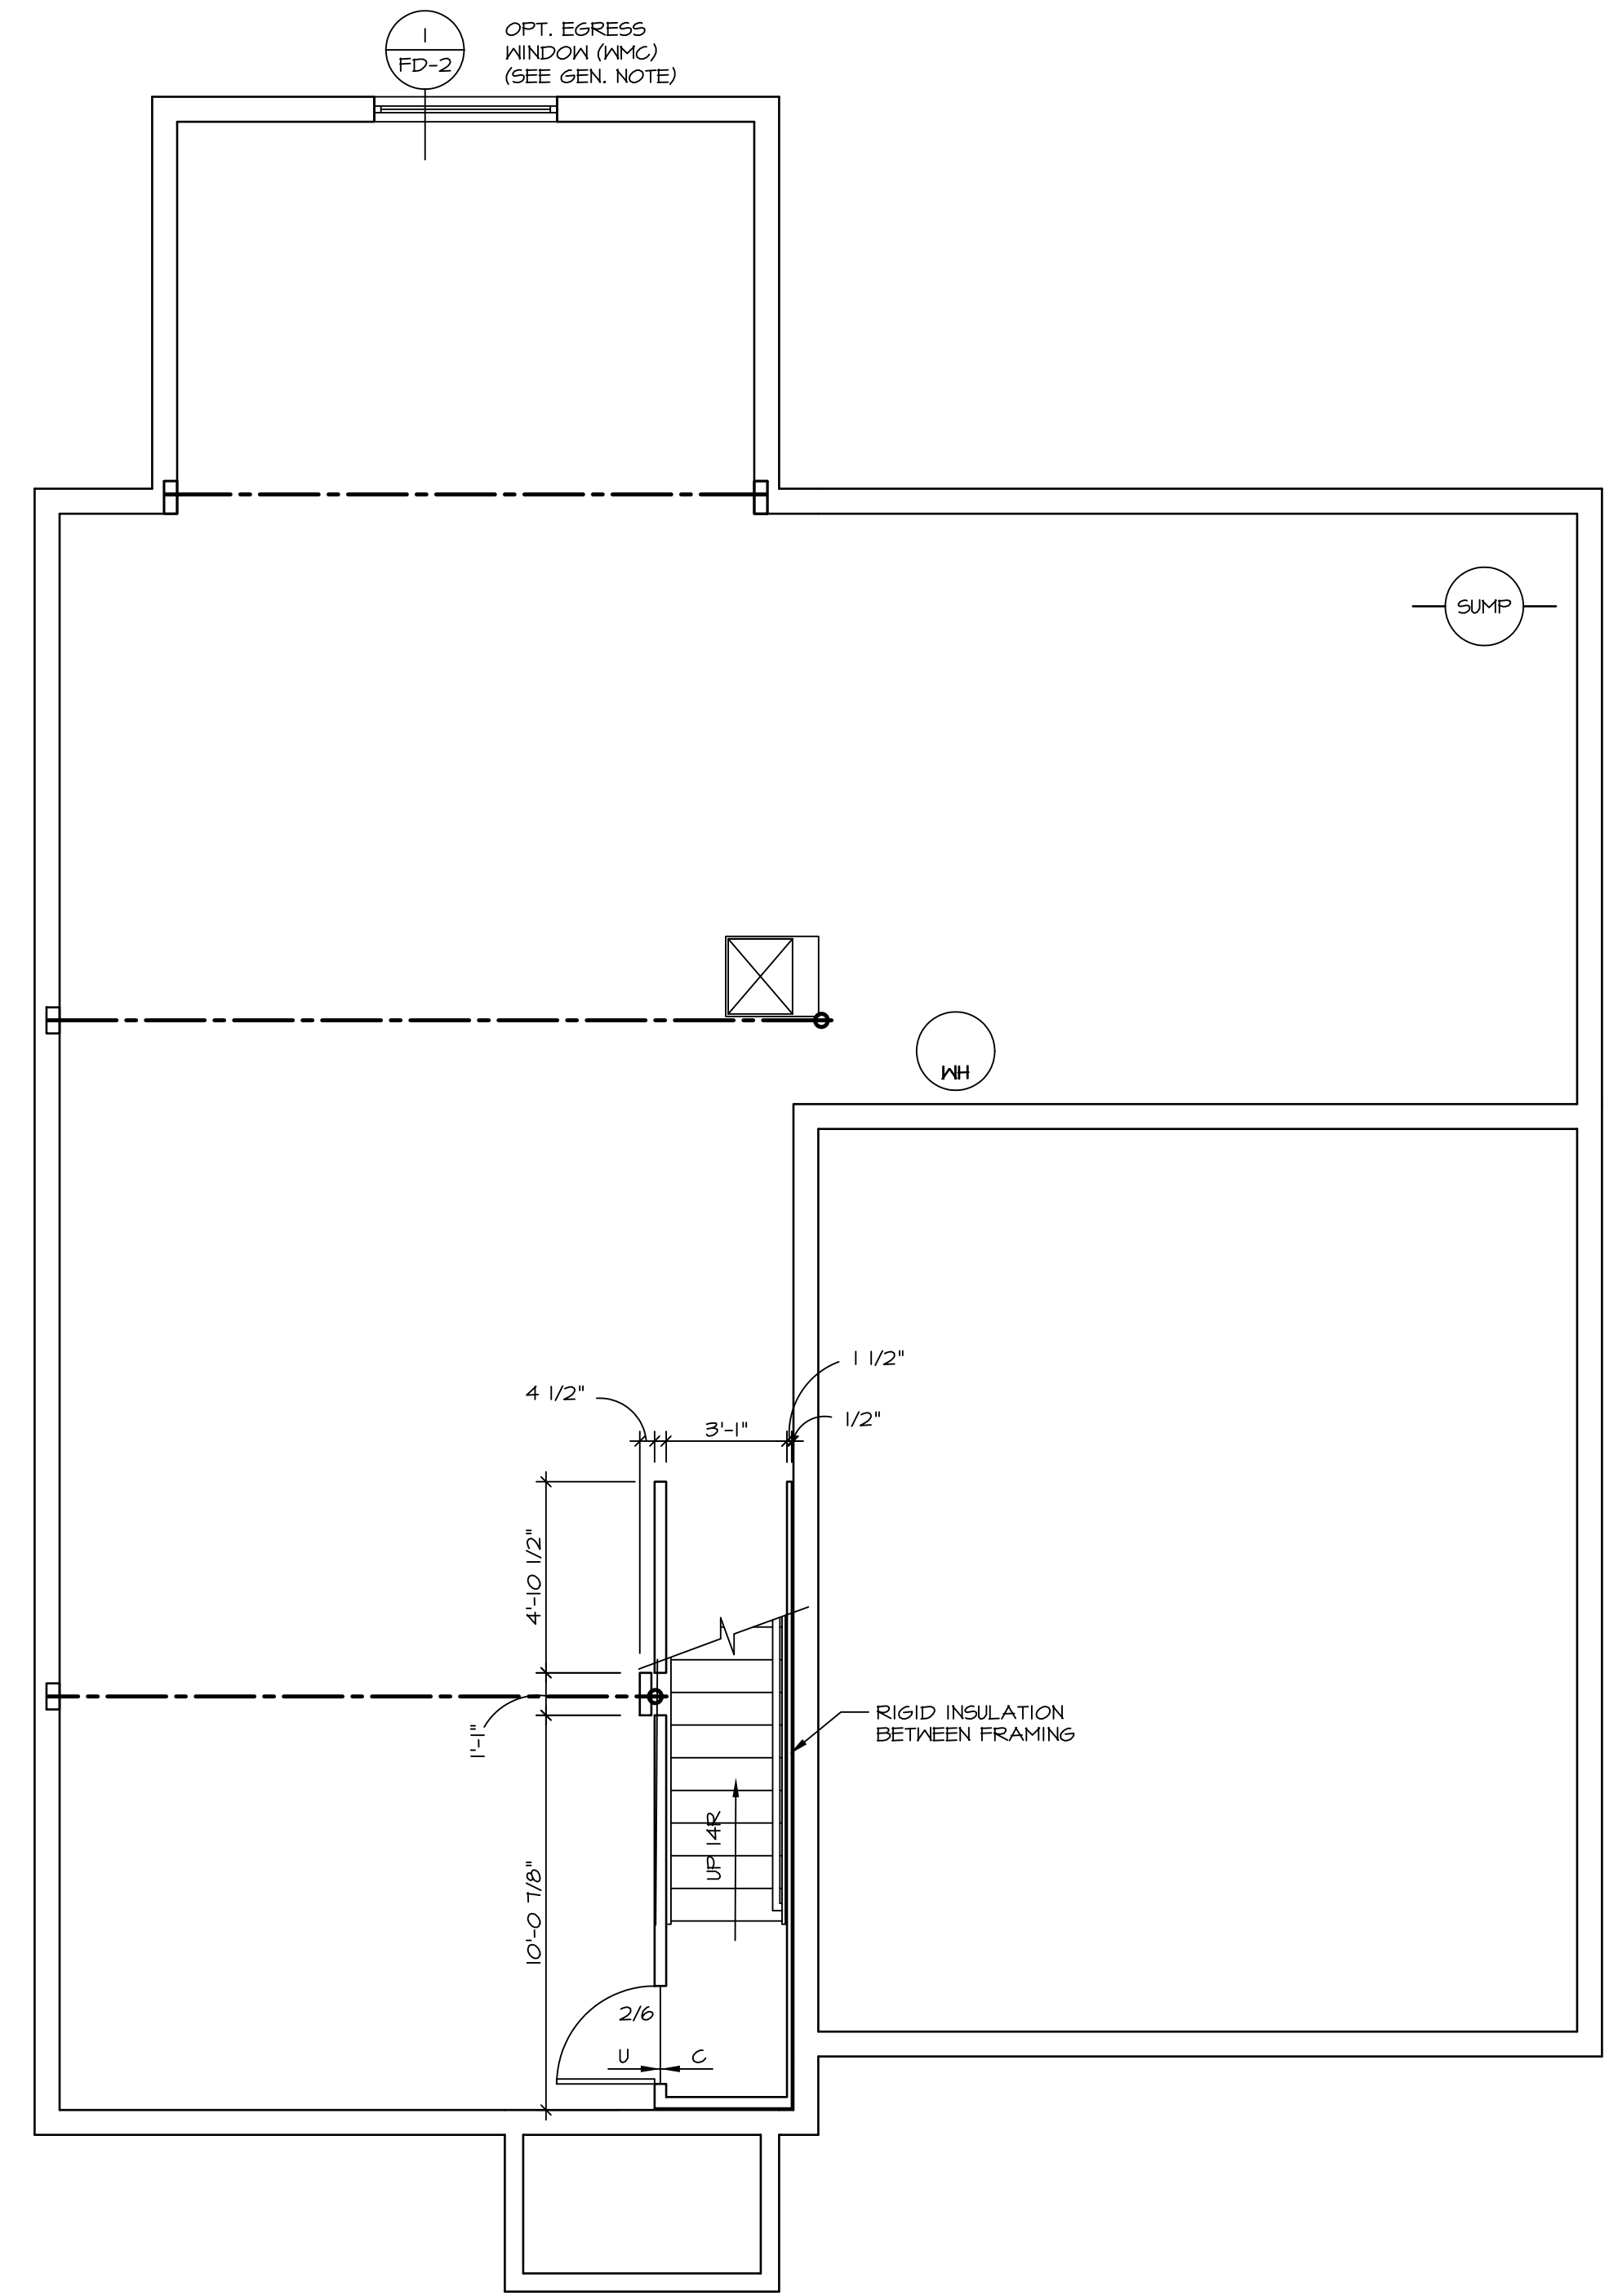 1
FD-2
OPT. EGRESS
WINDOW (WMC)
(SEE GEN. NOTE)
SUMP
WH
1 1/2"
4 1/2"
3'-1"
1/2"
4'-10 1/2"
1'-1"
RIGID INSULATION
BETWEEN FRAMING
UP 14R
10'-0 7/8"
2/6
U
C